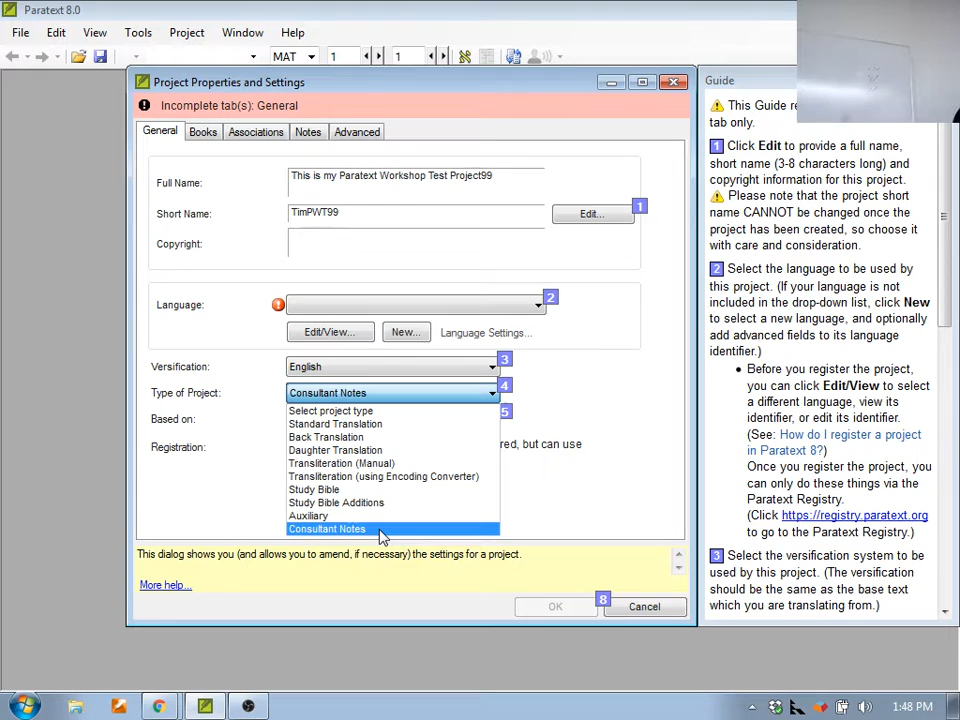 Paratext 8.0
File Edit View Tools Project Window Help
MAT 1 1
Project Properties and Settings
Incomplete tab(s): General
General Books Associations Notes Advanced
Full Name: This is my Paratext Workshop Test Project99
Short Name: TimPWT99
Edit... 1
Copyright:
Language: 2
Edit/View... New... Language Settings...
Versification: English 3
Type of Project: Consultant Notes 4
Select project type
Based on: 5
Standard Translation
Back Translation
Registration: red, but can use
Daughter Translation
Transliteration (Manual)
Transliteration (using Encoding Converter)
Study Bible
Study Bible Additions
Auxiliary
Consultant Notes
This dialog shows you (and allows you to amend, if necessary) the settings for a project.
More help...
OK 8 Cancel
Guide
This Guide re
tab only.
1 Click Edit to provide a full name,
short name (3-8 characters long) and
copyright information for this project.
Please note that the project short
name CANNOT be changed once the
project has been created, so choose it
with care and consideration.
2 Select the language to be used by
this project. (If your language is not
included in the drop-down list, click New
to select a new language, and optionally
add advanced fields to its language
identifier.)
• Before you register the project,
you can click Edit/View to select
a different language, view its
identifier, or edit its identifier.
(See: How do I register a project
in Paratext 8?)
Once you register the project, you
can only do these things via the
Paratext Registry.
(Click https://registry.paratext.org
to go to the Paratext Registry.)
3 Select the versification system to be
used by this project. (The versification
should be the same as the base text
which you are translating from.)
1:48 PM